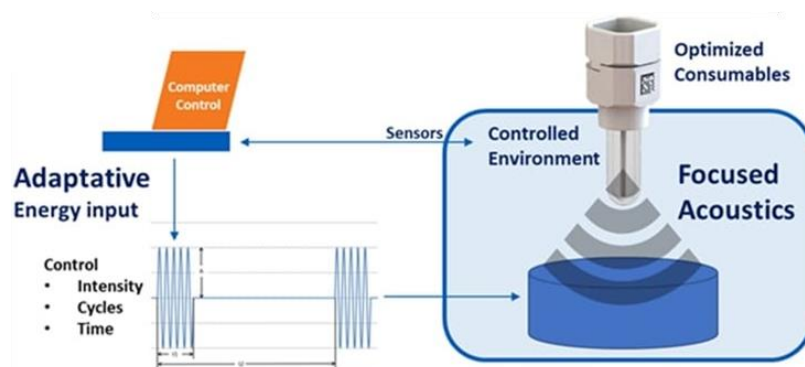 Computer
Control
Optimized
Consumables
Sensors
Controlled
Environment
Adaptative
Energy input
Focused
Acoustics
Control
• Intensity
• Cycles
• Time